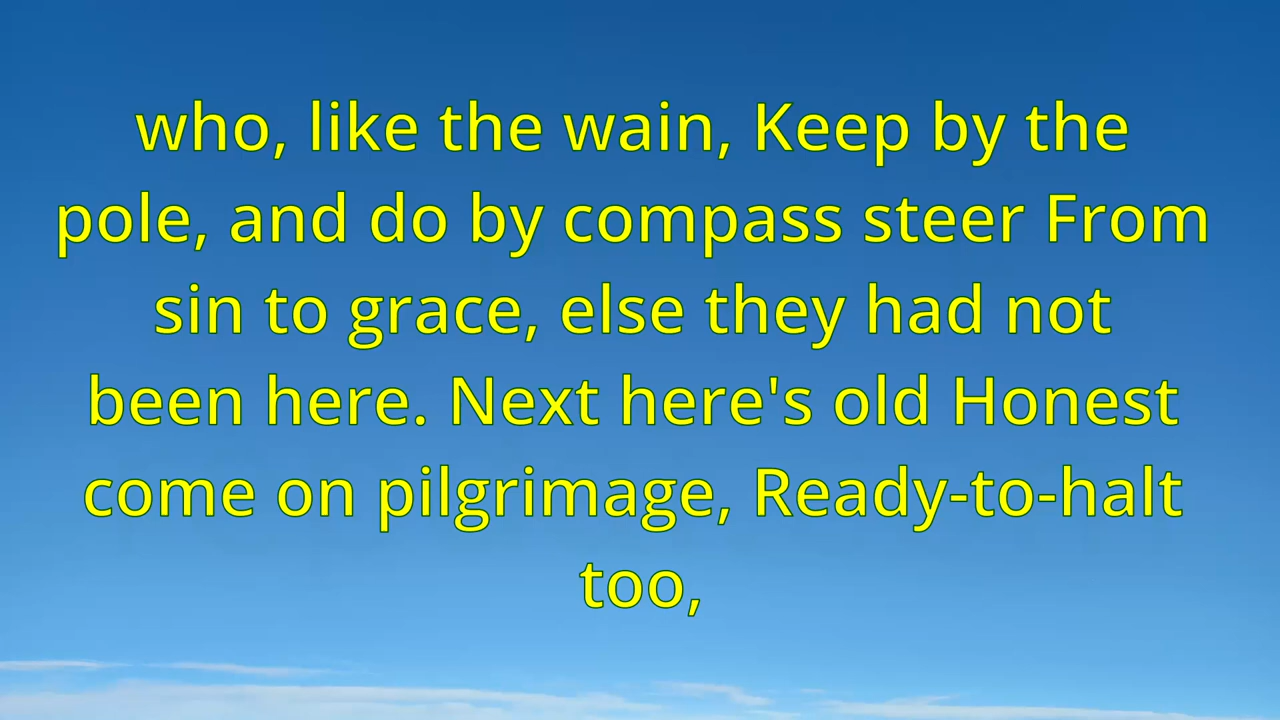 who, like the wain, Keep by the
pole, and do by compass steer From
sin to grace, else they had not
been here. Next here's old Honest
come on pilgrimage, Ready-to-halt
too,